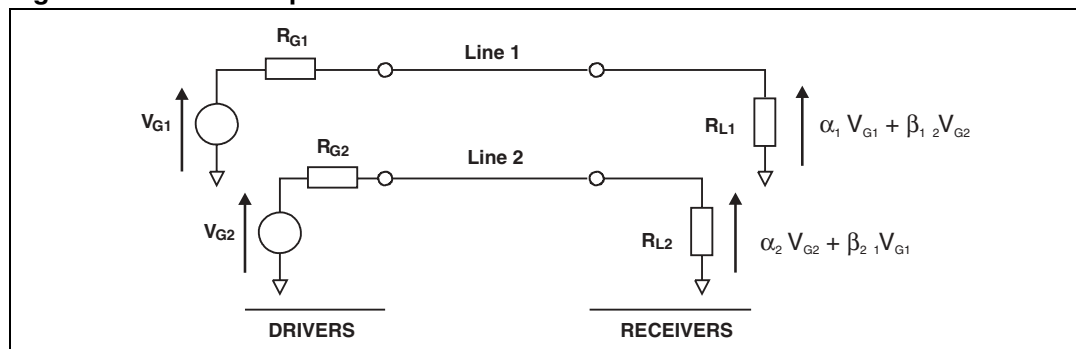 R_G1
Line 1
V_G1
R_L1
α₁ V_G1 + β₁ ₂V_G2
R_G2
Line 2
V_G2
R_L2
α₂ V_G2 + β₂ ₁V_G1
DRIVERS
RECEIVERS